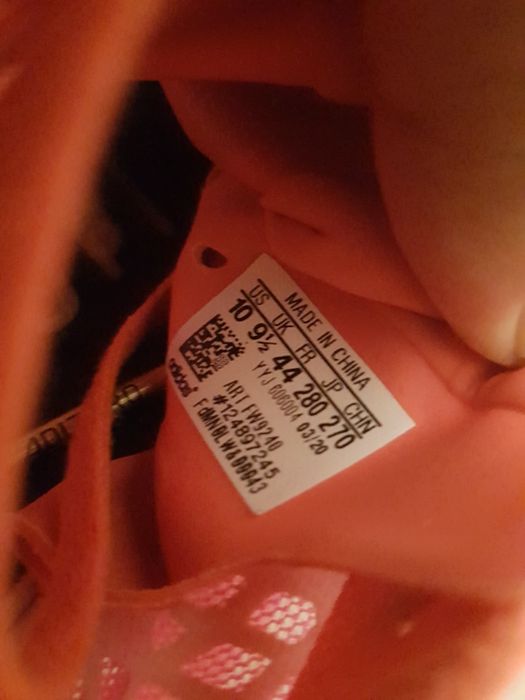 MADE IN CHINA
US UK FR JP CHN
10 9½ 44 280 270
YYJ 606004 03/20
ART FW9240
#124897245
adidas